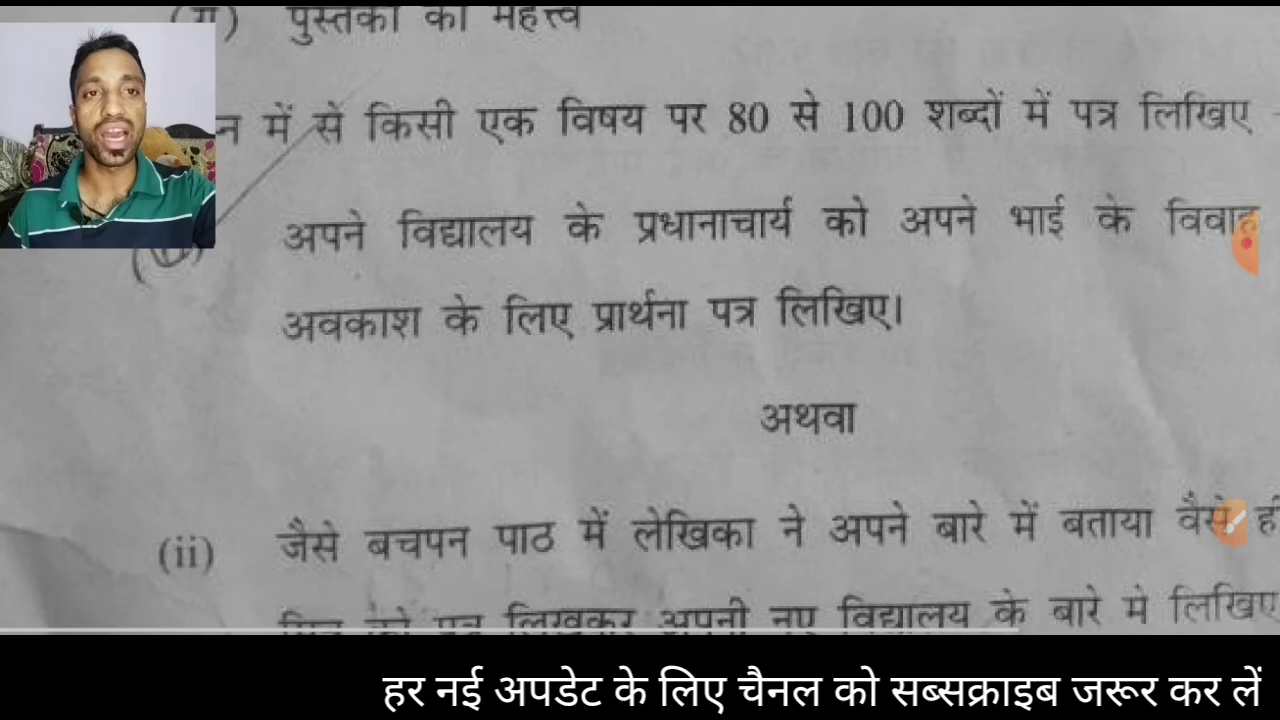 पुस्तकों का महत्त्व
में से किसी एक विषय पर 80 से 100 शब्दों में पत्र लिखिए -
अपने विद्यालय के प्रधानाचार्य को अपने भाई के विवाह
अवकाश के लिए प्रार्थना पत्र लिखिए।
अथवा
(ii) जैसे बचपन पाठ में लेखिका ने अपने बारे में बताया वैसे ही
लिखकर अपनी नए विद्यालय के बारे मे लिखिए
हर नई अपडेट के लिए चैनल को सब्सक्राइब जरूर कर लें